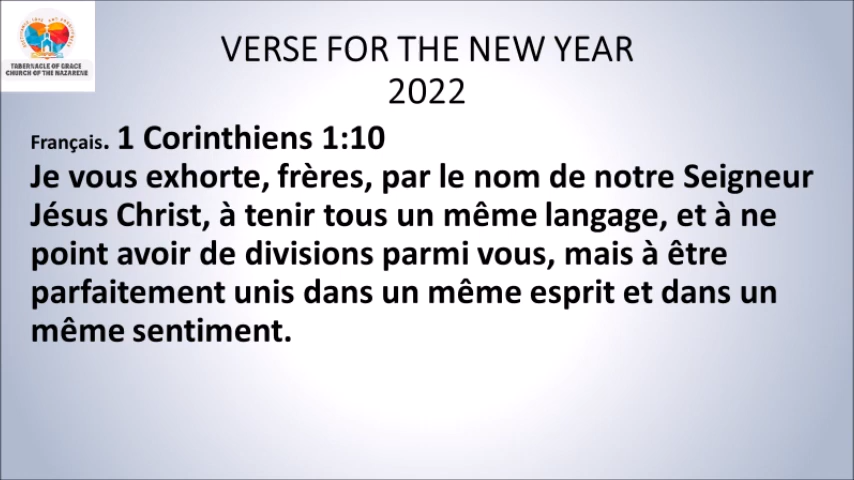 TABERNACLE OF GRACE
CHURCH OF THE NAZARENE
VERSE FOR THE NEW YEAR
2022
Français. 1 Corinthiens 1:10
Je vous exhorte, frères, par le nom de notre Seigneur
Jésus Christ, à tenir tous un même langage, et à ne
point avoir de divisions parmi vous, mais à être
parfaitement unis dans un même esprit et dans un
même sentiment.